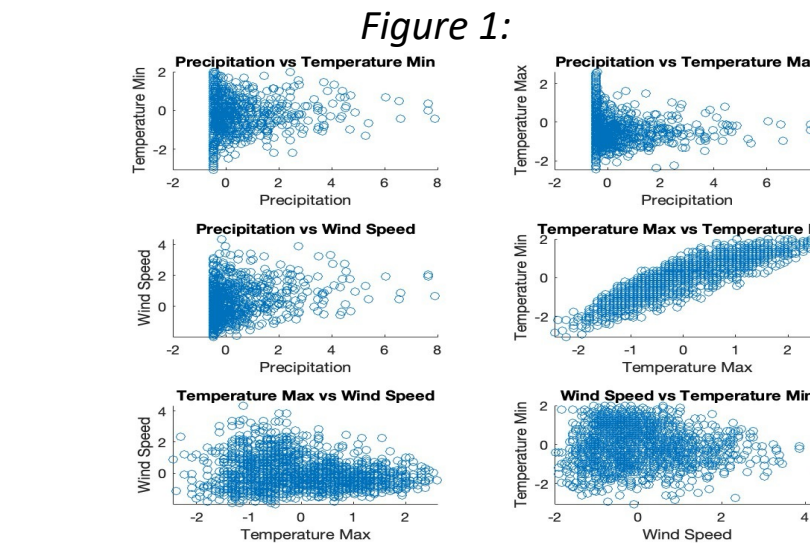 Figure 1:
Precipitation vs Temperature Min
Temperature Min
2
0
-2
-2 0 2 4 6 8
Precipitation
Precipitation vs Temperature Ma
Temperature Max
2
0
-2
-2 0 2 4 6
Precipitation
Precipitation vs Wind Speed
Wind Speed
4
2
0
-2 0 2 4 6 8
Precipitation
Temperature Max vs Temperature
Temperature Min
2
0
-2
-2 -1 0 1 2
Temperature Max
Temperature Max vs Wind Speed
Wind Speed
4
2
0
-2 -1 0 1 2
Temperature Max
Wind Speed vs Temperature Min
Temperature Min
2
0
-2
-2 0 2 4
Wind Speed